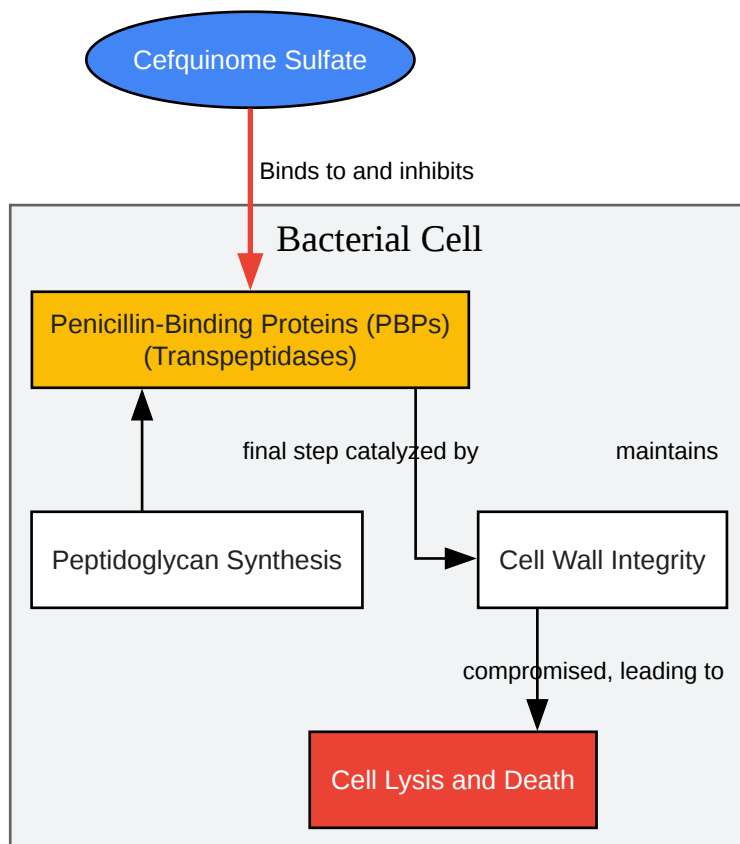 Cefquinome Sulfate
Binds to and inhibits
Bacterial Cell
Penicillin-Binding Proteins (PBPs)
(Transpeptidases)
final step catalyzed by
maintains
Peptidoglycan Synthesis
Cell Wall Integrity
compromised, leading to
Cell Lysis and Death